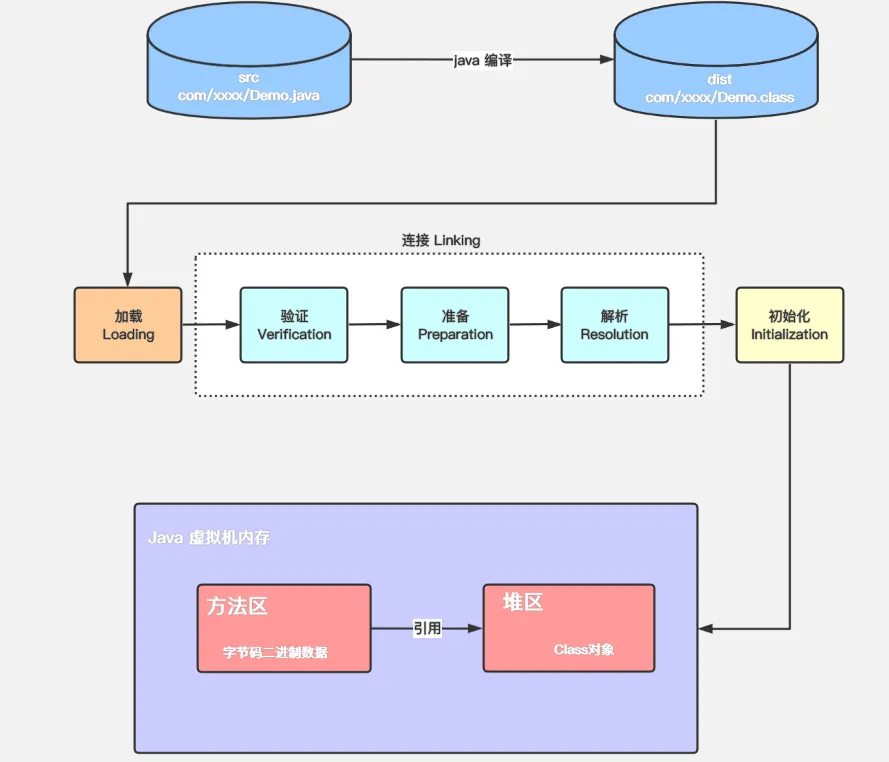 src
com/xxxx/Demo.java
java 编译
dist
com/xxxx/Demo.class
连接 Linking
加载
Loading
验证
Verification
准备
Preparation
解析
Resolution
初始化
Initialization
Java 虚拟机内存
方法区
字节码二进制数据
引用
堆区
Class对象